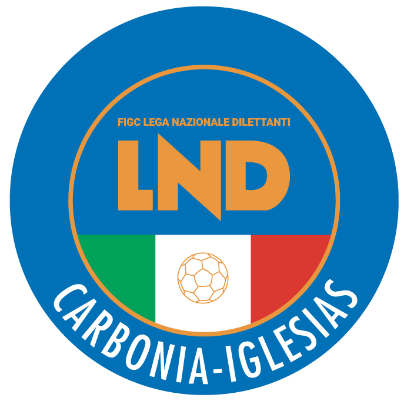 FIGC LEGA NAZIONALE DILETTANTI
LND
CARBONIA-IGLESIAS